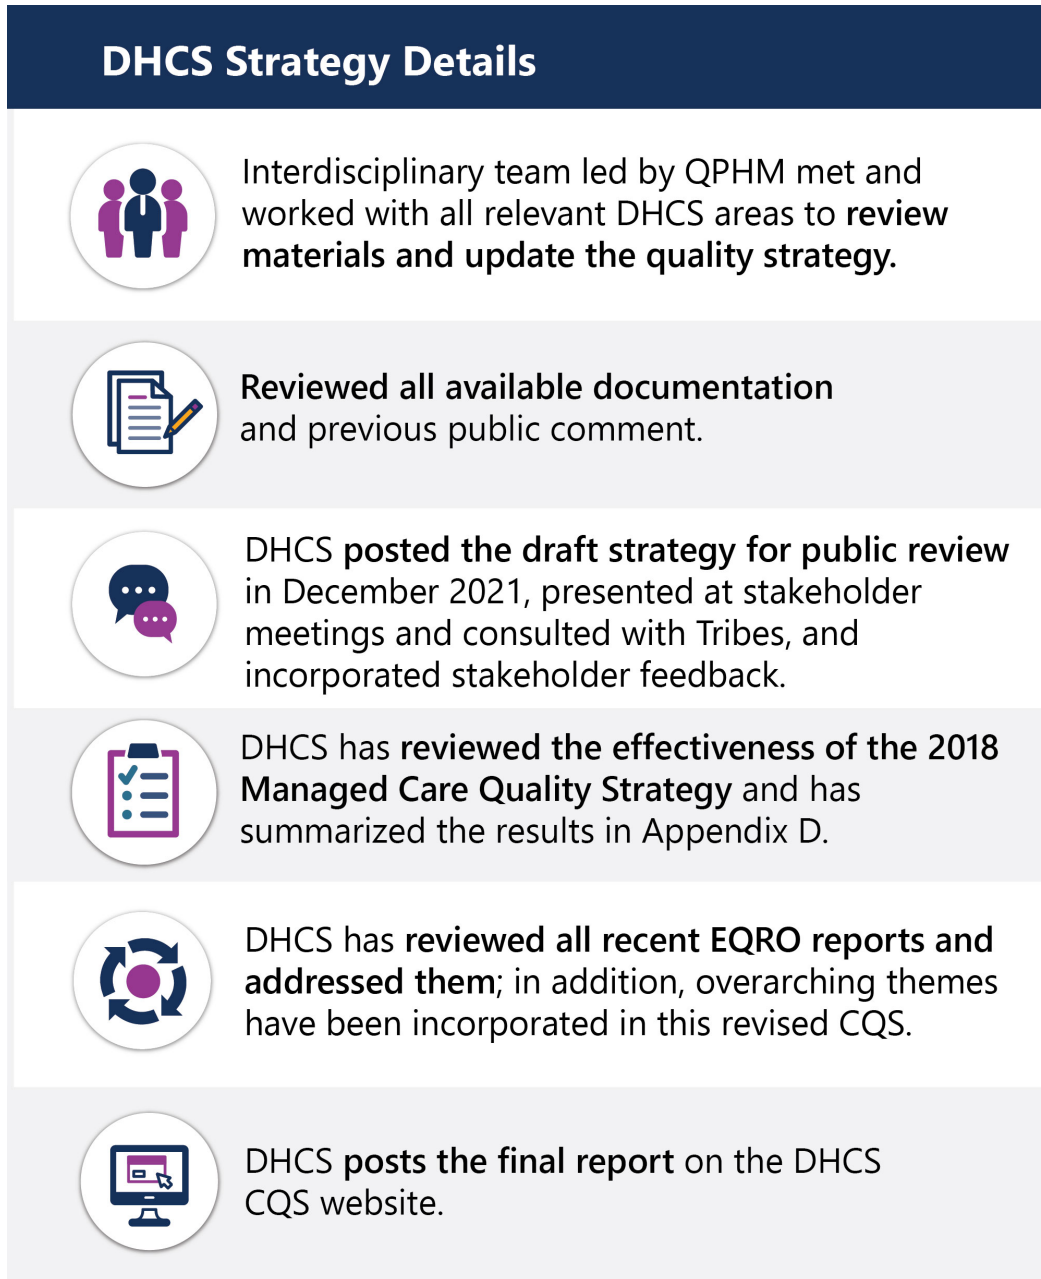 DHCS Strategy Details
Interdisciplinary team led by QPHM met and
worked with all relevant DHCS areas to review
materials and update the quality strategy.
Reviewed all available documentation
and previous public comment.
DHCS posted the draft strategy for public review
in December 2021, presented at stakeholder
meetings and consulted with Tribes, and
incorporated stakeholder feedback.
DHCS has reviewed the effectiveness of the 2018
Managed Care Quality Strategy and has
summarized the results in Appendix D.
DHCS has reviewed all recent EQRO reports and
addressed them; in addition, overarching themes
have been incorporated in this revised CQS.
DHCS posts the final report on the DHCS
CQS website.